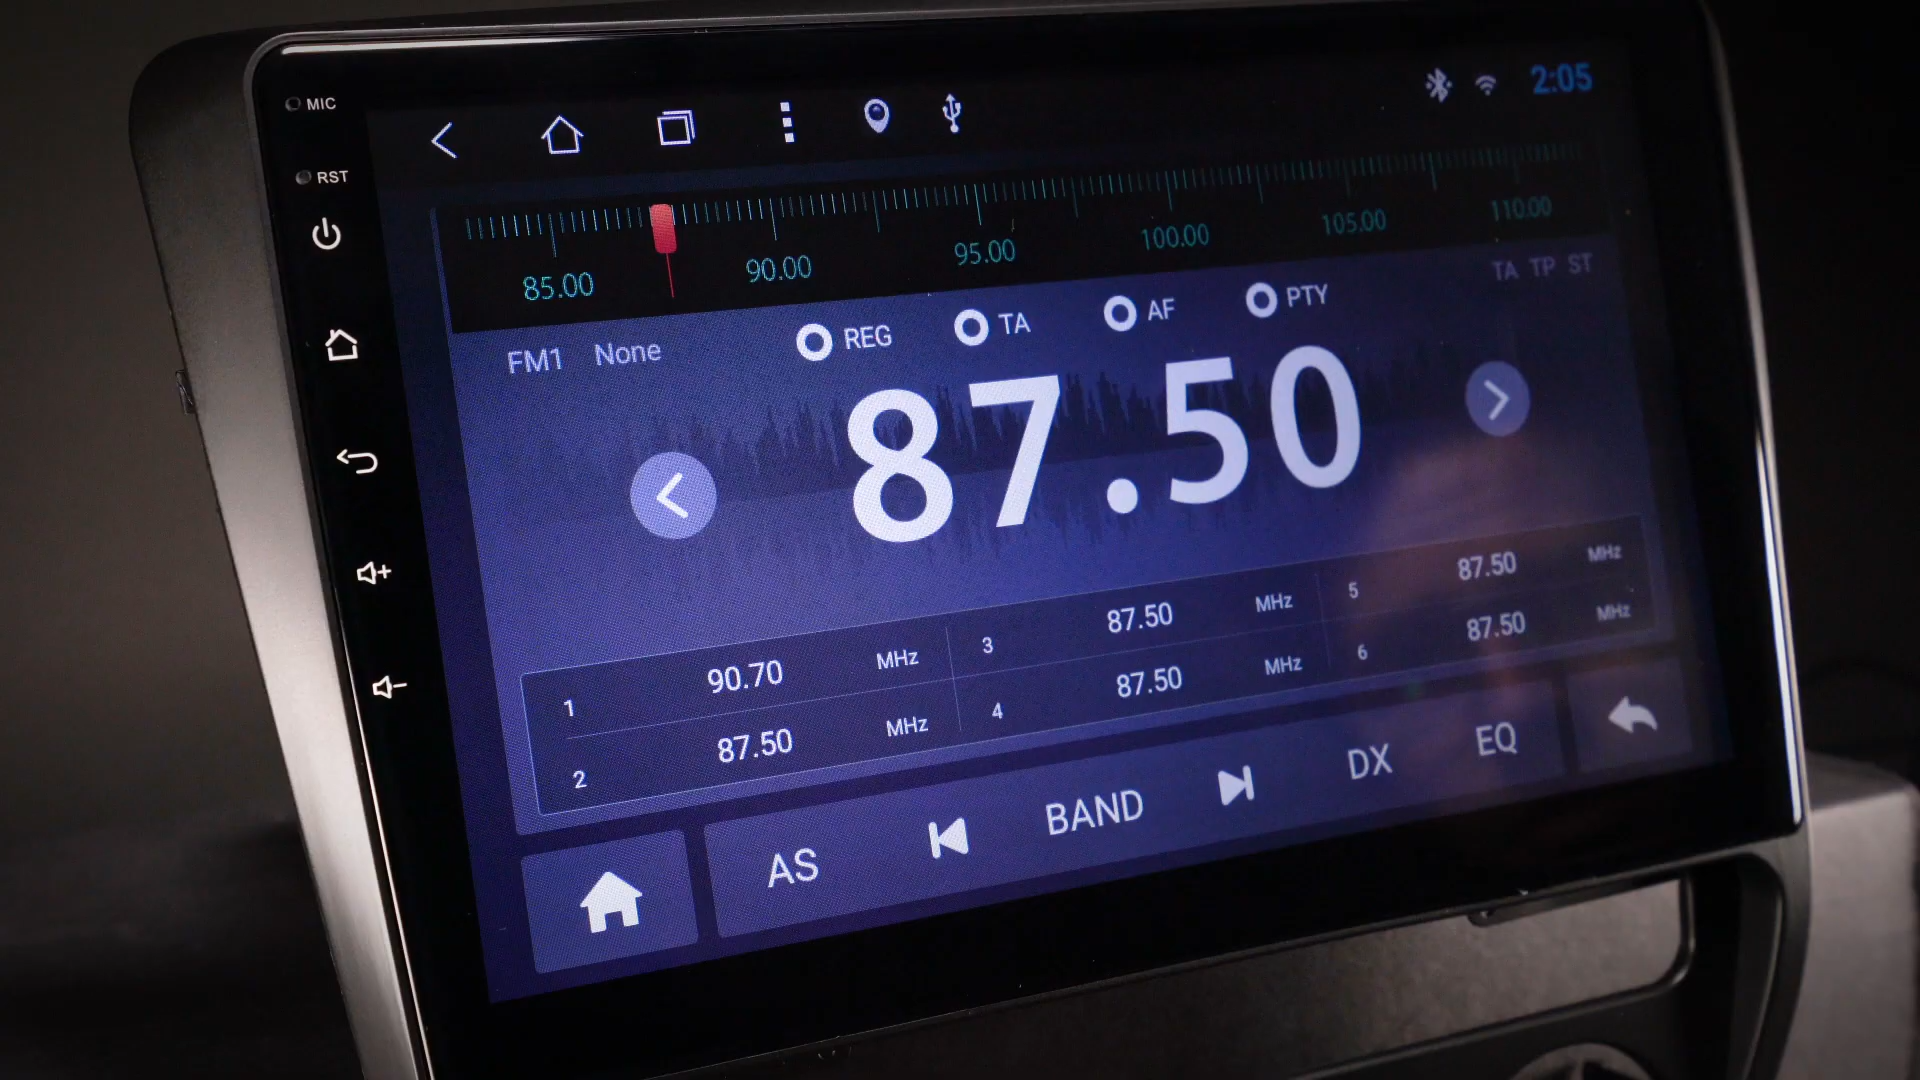 MIC
2:05
RST
85.00 90.00 95.00 100.00 105.00 110.00
TA TP ST
REG TA AF PTY
FM1 None
87.50
1 90.70 MHz 3 87.50 MHz 5 87.50 MHz
2 87.50 MHz 4 87.50 MHz 6 87.50 MHz
AS BAND DX EQ